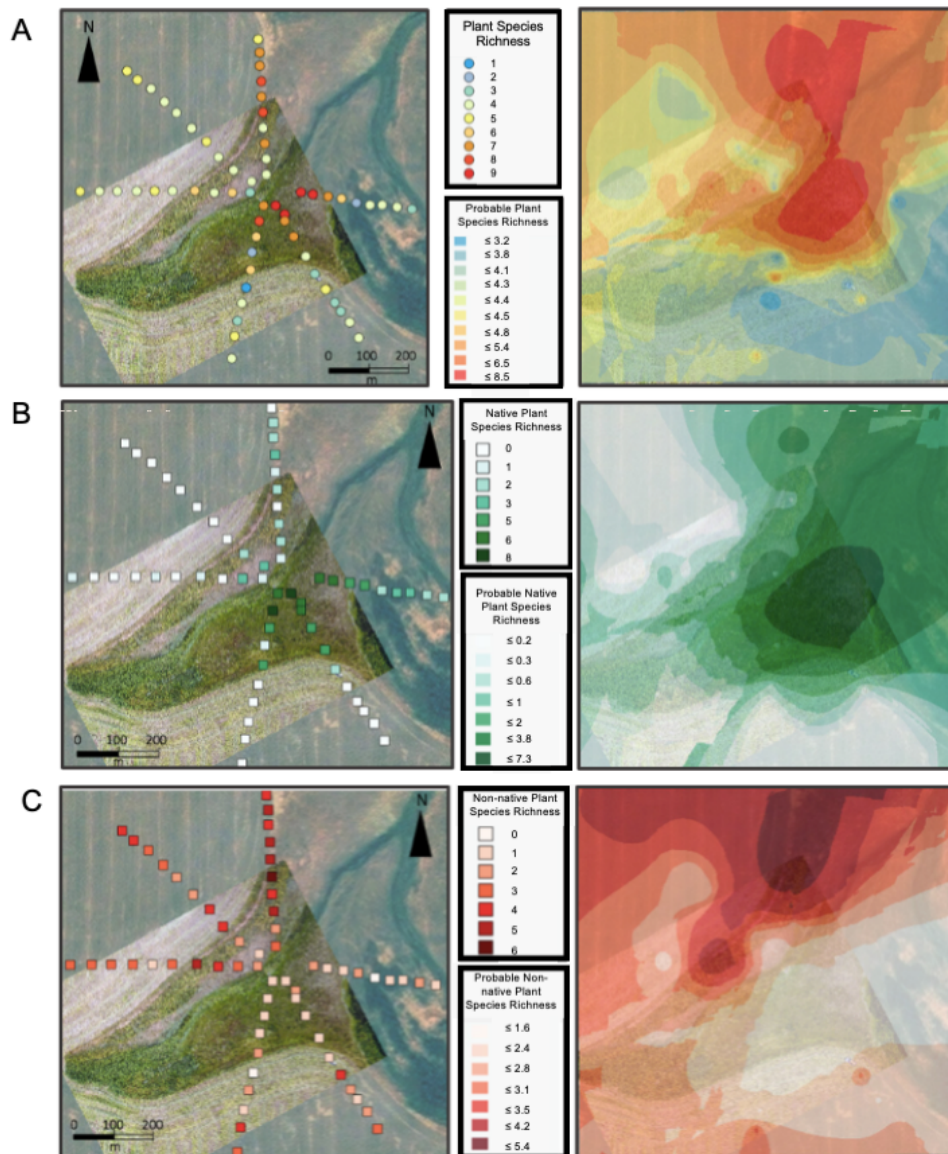 A
N
0 100 200
m
Plant Species
Richness
1
2
3
4
5
6
7
8
9
Probable Plant
Species Richness
≤ 3.2
≤ 3.8
≤ 4.1
≤ 4.3
≤ 4.4
≤ 4.5
≤ 4.8
≤ 5.4
≤ 6.5
≤ 8.5
B
N
0 100 200
m
Native Plant
Species Richness
0
1
2
3
5
6
8
Probable Native
Plant Species
Richness
≤ 0.2
≤ 0.3
≤ 0.6
≤ 1
≤ 2
≤ 3.8
≤ 7.3
C
N
0 100 200
m
Non-native Plant
Species Richness
0
1
2
3
4
5
6
Probable Non-
native Plant
Species Richness
≤ 1.6
≤ 2.4
≤ 2.8
≤ 3.1
≤ 3.5
≤ 4.2
≤ 5.4